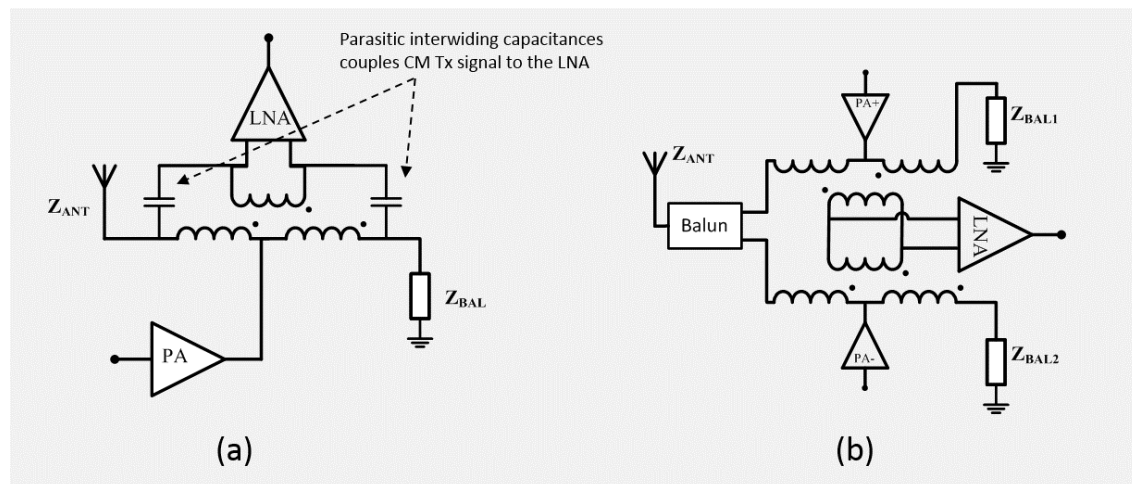 Parasitic interwiding capacitances
couples CM Tx signal to the LNA
LNA
Z_ANT
Z_BAL
PA
(a)
PA+
Z_BAL1
Z_ANT
Balun
LNA
PA-
Z_BAL2
(b)